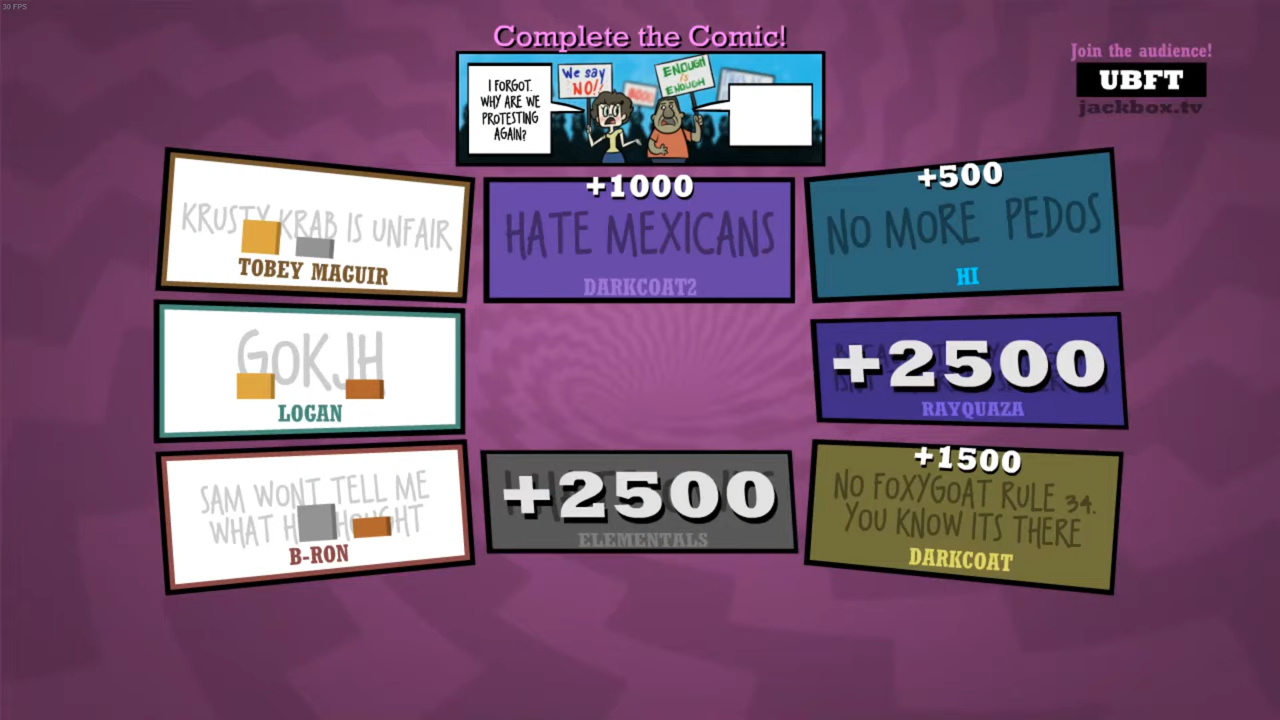 30 FPS
Complete the Comic!
Join the audience!
UBFT
jackbox.tv
I FORGOT.
WHY ARE WE
PROTESTING
AGAIN?
We say
NO!!
ENOUGH
IS
ENOUGH
KRUSTY KRAB IS UNFAIR
TOBEY MAGUIR
+1000
HATE MEXICANS
DARKCOAT2
+500
NO MORE PEDOS
HI
GOKJH
LOGAN
+2500
RAYQUAZA
SAM WONT TELL ME
WHAT
B-RON
+2500
ELEMENTALS
+1500
NO FOXYGOAT RULE 34.
YOU KNOW ITS THERE
DARKCOAT